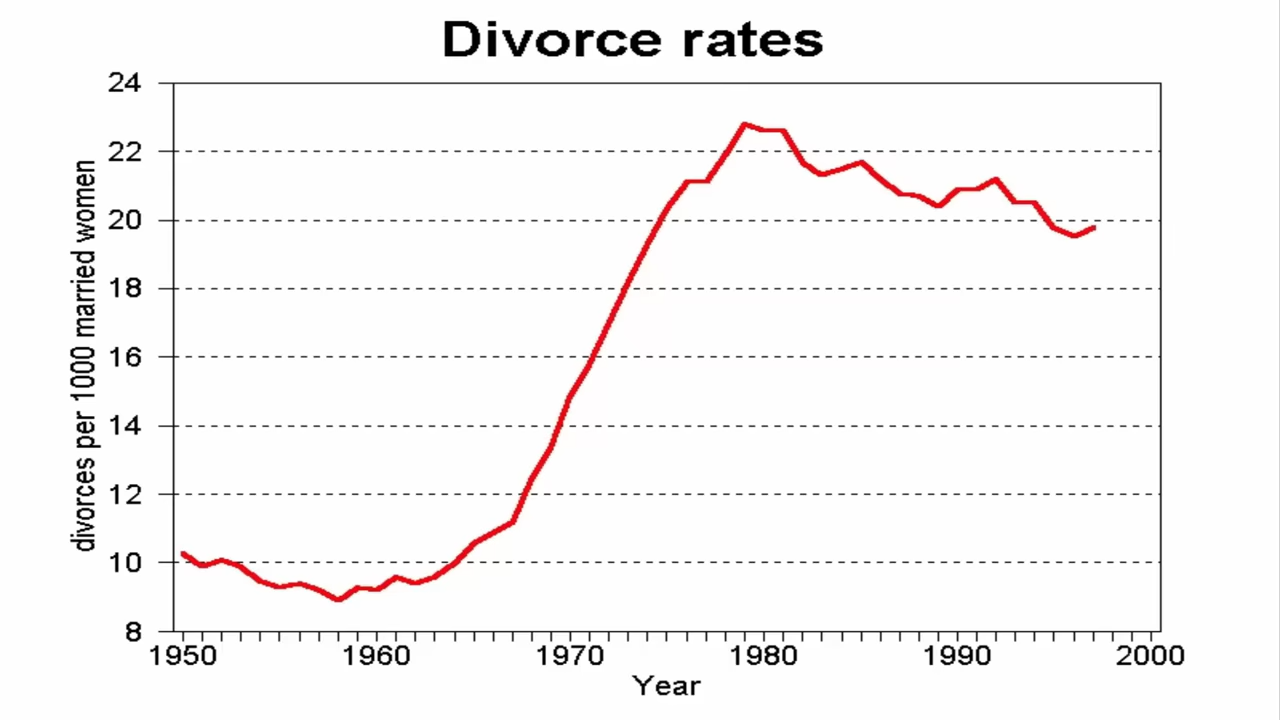 Divorce rates
divorces per 1000 married women
24
22
20
18
16
14
12
10
8
1950 1960 1970 1980 1990 2000
Year